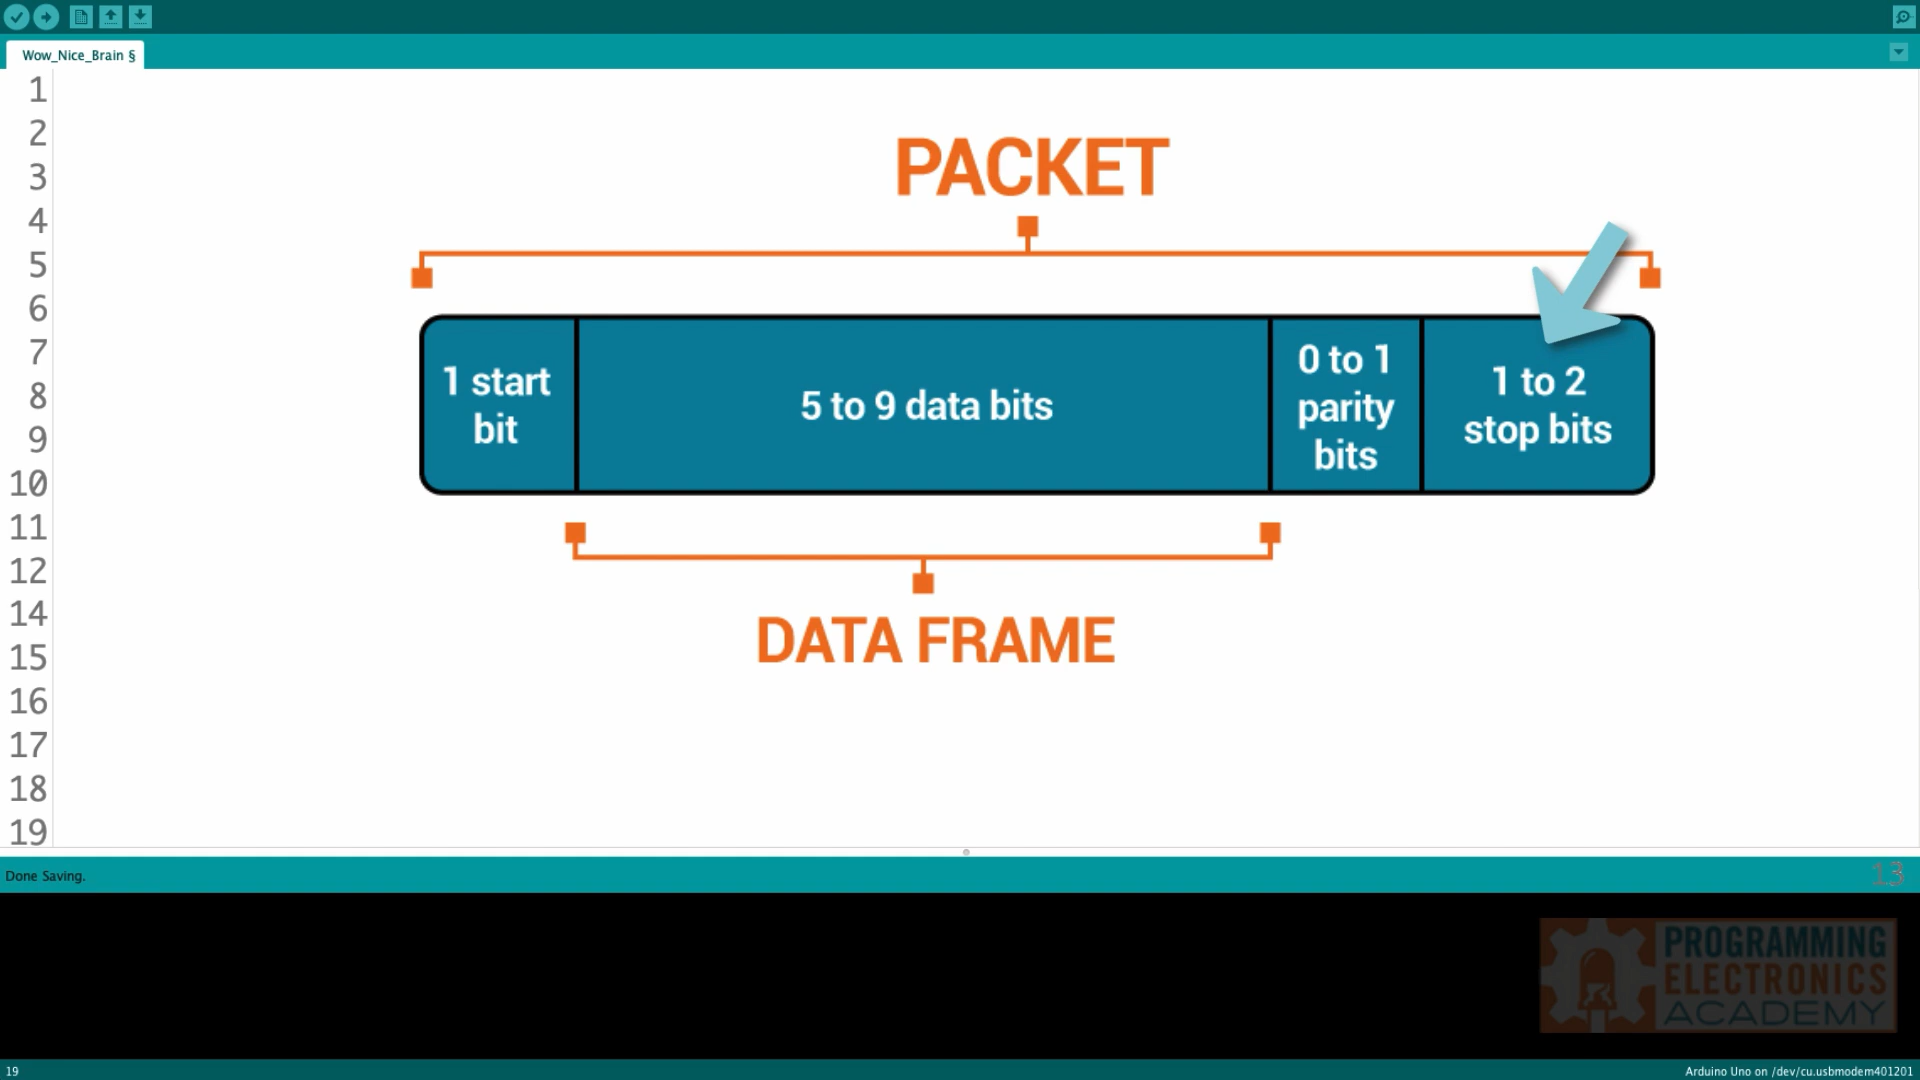 Wow_Nice_Brain §
1
2
3
4
5
6
7
8
9
10
11
12
14
15
16
17
18
19
PACKET
1 start
bit
5 to 9 data bits
0 to 1
parity
bits
1 to 2
stop bits
DATA FRAME
Done Saving.
13
PROGRAMMING
ELECTRONICS
ACADEMY
19
Arduino Uno on /dev/cu.usbmodem401201